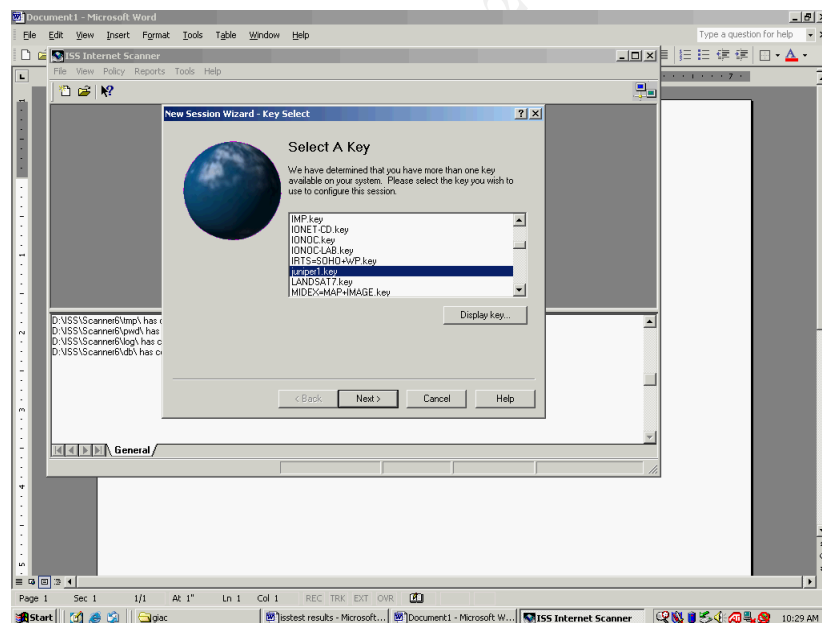 Document1 - Microsoft Word
File Edit View Insert Format Tools Table Window Help
Type a question for help
ISS Internet Scanner
File View Policy Reports Tools Help
New Session Wizard - Key Select
Select A Key
We have determined that you have more than one key
available on your system. Please select the key you wish to
use to configure this session.
IMP.key
IONET-CD.key
IONOC.key
IONOC-LAB.key
IRTS=SOHO+WP.key
juniper1.key
LANDSAT7.key
MIDEX=MAP+IMAGE.key
Display key...
< Back Next > Cancel Help
D:\ISS\Scanner6\tmp\ has
D:\ISS\Scanner6\pwd\ has
D:\ISS\Scanner6\log\ has
D:\ISS\Scanner6\db\ has
General
Page 1 Sec 1 1/1 At 1" Ln 1 Col 1 REC TRK EXT OVR
Start giac isstest results - Microsoft... Document1 - Microsoft W... ISS Internet Scanner 10:29 AM